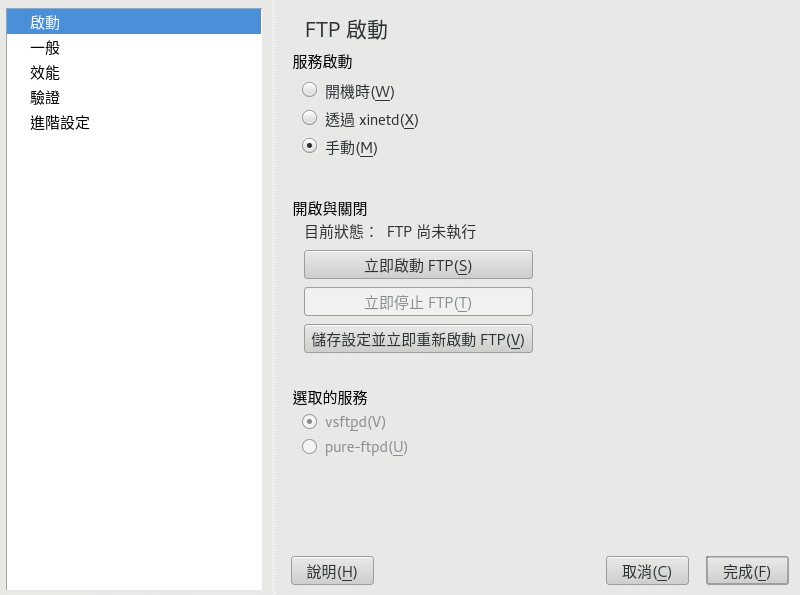 啟動
一般
效能
驗證
進階設定
FTP 啟動
服務啟動
開機時(W)
透過 xinetd(X)
手動(M)
開啟與關閉
目前狀態： FTP 尚未執行
立即啟動 FTP(S)
立即停止 FTP(T)
儲存設定並立即重新啟動 FTP(V)
選取的服務
vsftpd(V)
pure-ftpd(U)
說明(H)
取消(C)
完成(F)